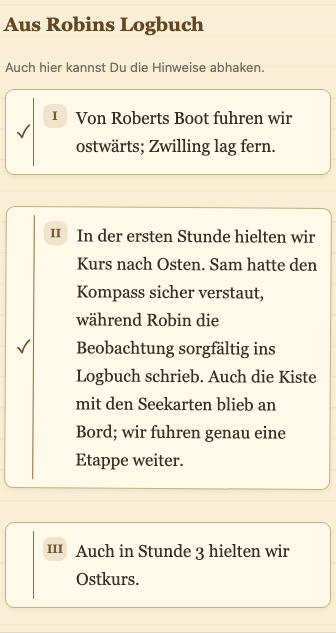 Aus Robins Logbuch
Auch hier kannst Du die Hinweise abhaken.
I
Von Roberts Boot fuhren wir
ostwärts; Zwilling lag fern.
II
In der ersten Stunde hielten wir
Kurs nach Osten. Sam hatte den
Kompass sicher verstaut,
während Robin die
Beobachtung sorgfältig ins
Logbuch schrieb. Auch die Kiste
mit den Seekarten blieb an
Bord; wir fuhren genau eine
Etappe weiter.
III
Auch in Stunde 3 hielten wir
Ostkurs.